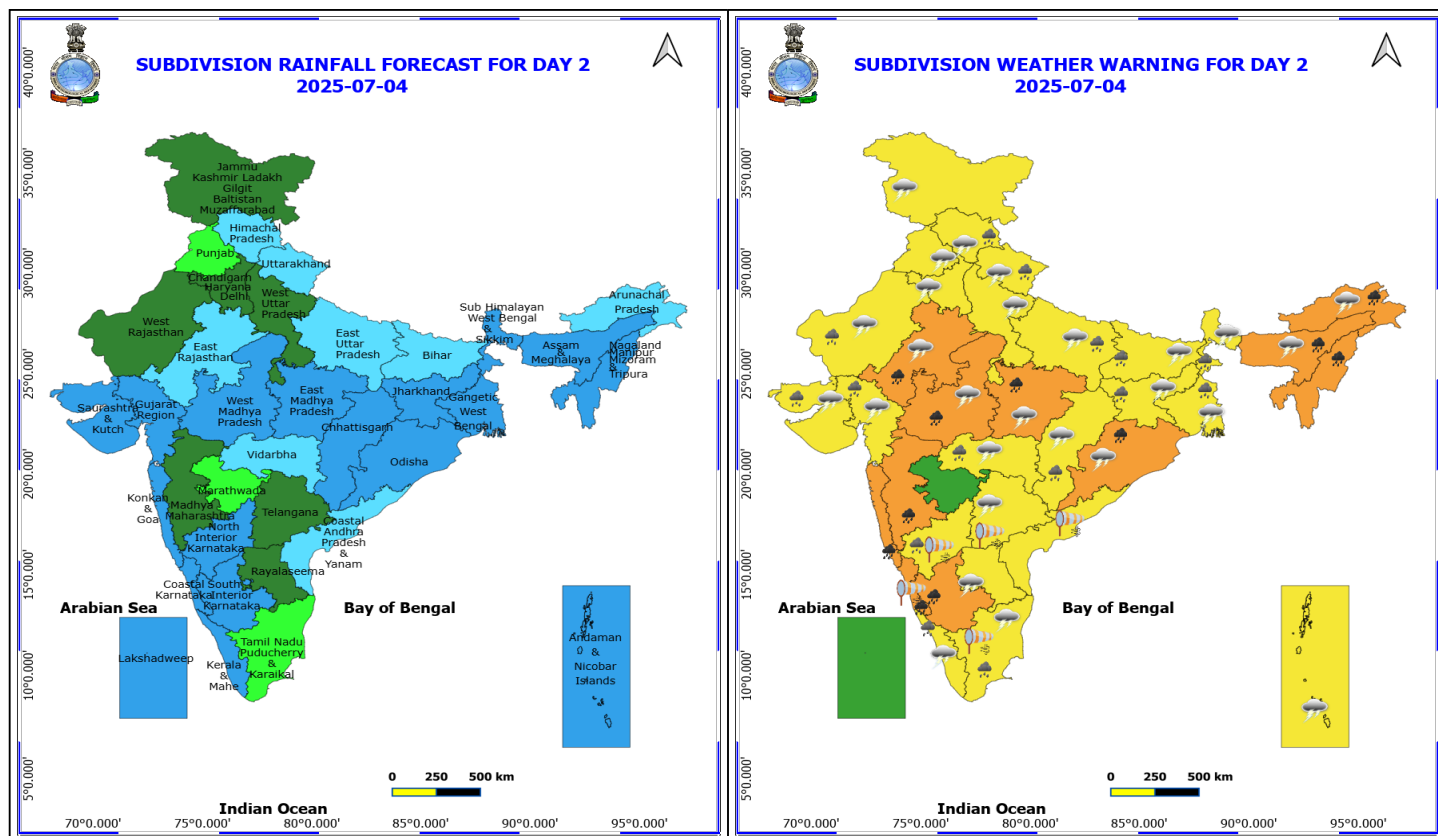 SUBDIVISION RAINFALL FORECAST FOR DAY 2
2025-07-04
40°0.000'
35°0.000'
30°0.000'
25°0.000'
20°0.000'
15°0.000'
10°0.000'
5°0.000'
Jammu
Kashmir Ladakh
Gilgit
Baltistan
Muzaffarabad
Himachal
Pradesh
Punjab
Uttarakhand
Chandigarh
Haryana
Delhi
West
Uttar
Pradesh
West
Rajasthan
East
Rajasthan
East
Uttar
Pradesh
Bihar
Sub Himalayan
West Bengal
&
Sikkim
Arunachal
Pradesh
Assam
&
Meghalaya
Nagaland
Manipur
Mizoram
&
Tripura
Saurashtra
&
Kutch
Gujarat
Region
West
Madhya
Pradesh
East
Madhya
Pradesh
Jharkhand
Gangetic
West
Bengal
Chhattisgarh
Odisha
Vidarbha
Marathwada
Madhya
Maharashtra
Konkan
&
Goa
Telangana
North
Interior
Karnataka
Coastal
Andhra
Pradesh
&
Yanam
Rayalaseema
Coastal
Karnataka
South
Interior
Karnataka
Tamil Nadu
Puducherry
&
Karaikal
Kerala
&
Mahe
Lakshadweep
Andaman
&
Nicobar
Islands
Arabian Sea
Bay of Bengal
Indian Ocean
0 250 500 km
70°0.000' 75°0.000' 80°0.000' 85°0.000' 90°0.000' 95°0.000'
SUBDIVISION WEATHER WARNING FOR DAY 2
2025-07-04
40°0.000'
35°0.000'
30°0.000'
25°0.000'
20°0.000'
15°0.000'
10°0.000'
5°0.000'
Arabian Sea
Bay of Bengal
Indian Ocean
0 250 500 km
70°0.000' 75°0.000' 80°0.000' 85°0.000' 90°0.000' 95°0.000'